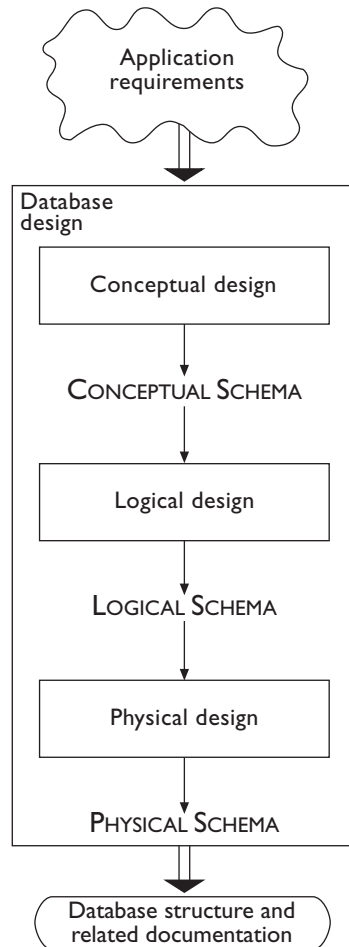 Application
requirements
Database
design
Conceptual design
CONCEPTUAL SCHEMA
Logical design
LOGICAL SCHEMA
Physical design
PHYSICAL SCHEMA
Database structure and
related documentation